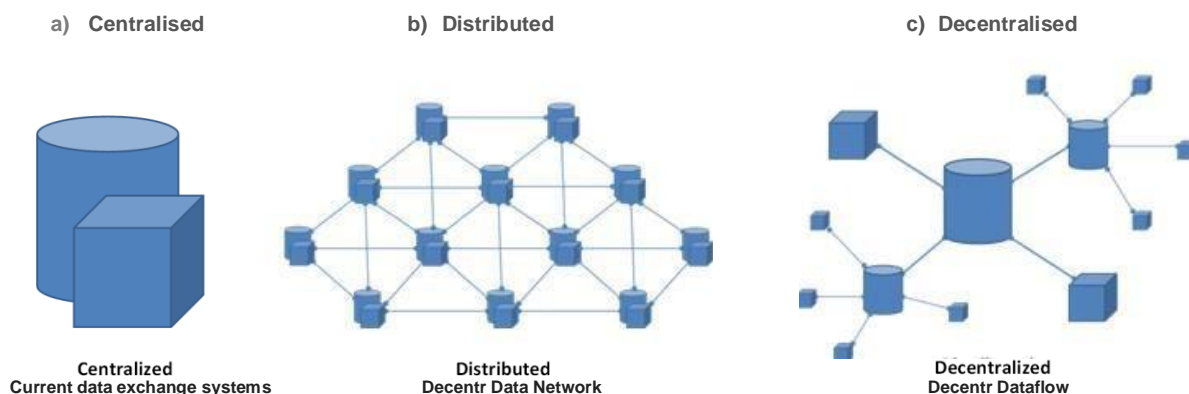 a) Centralised
b) Distributed
c) Decentralised
Centralized
Current data exchange systems
Distributed
Decentr Data Network
Decentralized
Decentr Dataflow